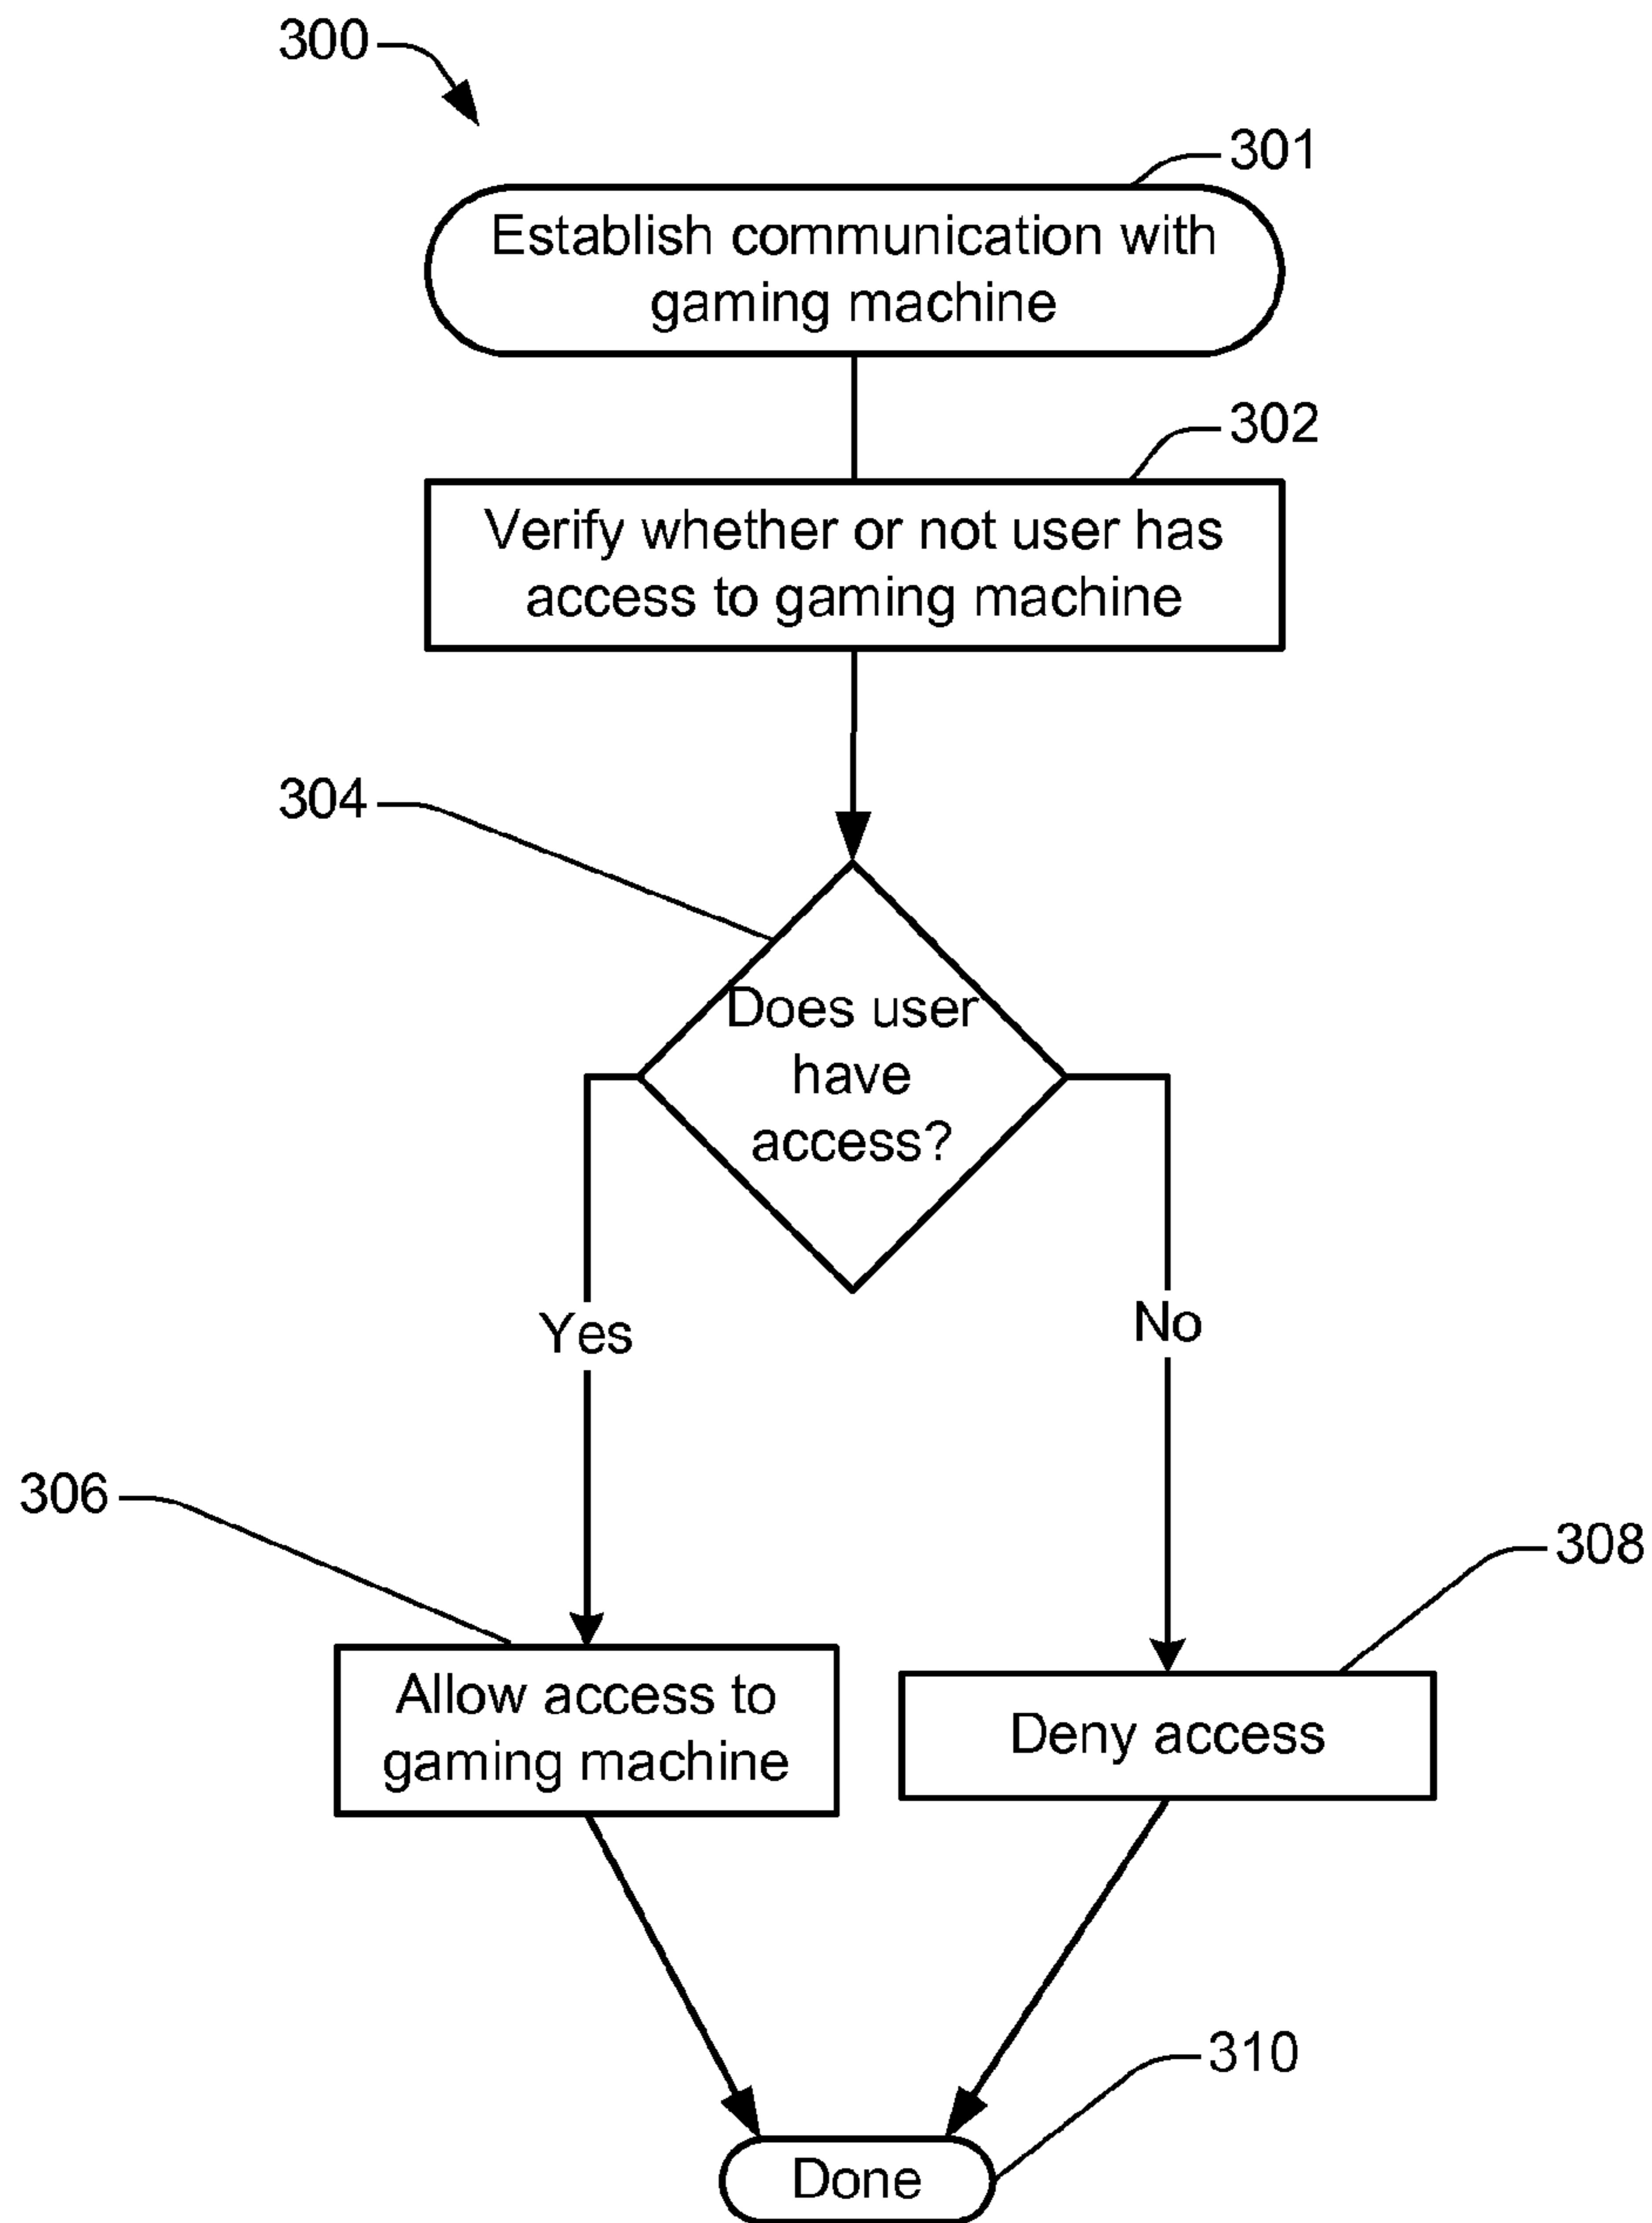 300
301
Establish communication with
gaming machine
302
Verify whether or not user has
access to gaming machine
304
Does user
have
access?
Yes
No
306
308
Allow access to
gaming machine
Deny access
310
Done